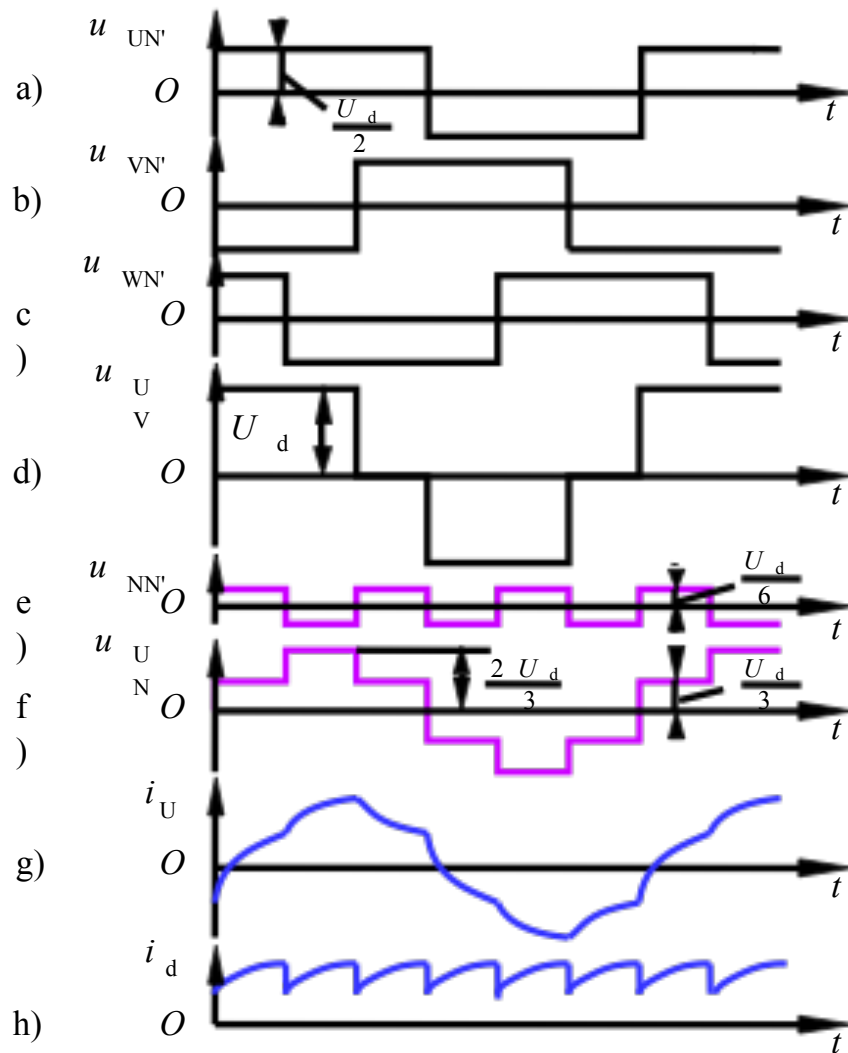 u UN'
a) O t
U d
2
u VN'
b) O t
u WN'
c O t
)
u U
V
U d
d) O t
u NN'
e O t
)
U d
6
u U
N
2 U d
3
U d
3
f O t
)
i U
g) O t
i d
h) O t